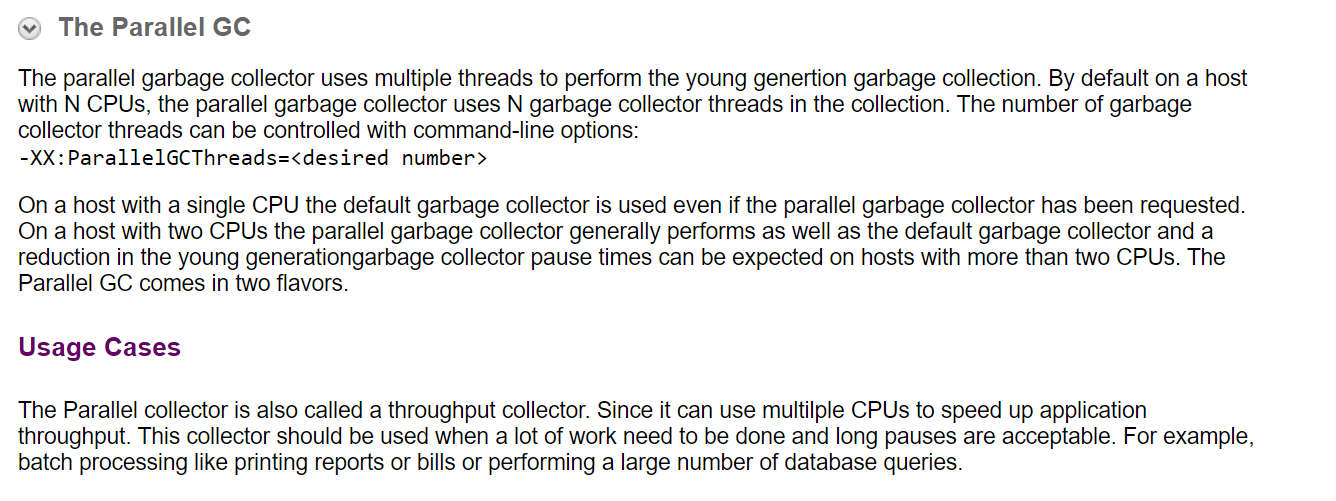 The Parallel GC
The parallel garbage collector uses multiple threads to perform the young genertion garbage collection. By default on a host
with N CPUs, the parallel garbage collector uses N garbage collector threads in the collection. The number of garbage
collector threads can be controlled with command-line options:
-XX:ParallelGCThreads=<desired number>
On a host with a single CPU the default garbage collector is used even if the parallel garbage collector has been requested.
On a host with two CPUs the parallel garbage collector generally performs as well as the default garbage collector and a
reduction in the young generationgarbage collector pause times can be expected on hosts with more than two CPUs. The
Parallel GC comes in two flavors.
Usage Cases
The Parallel collector is also called a throughput collector. Since it can use multilple CPUs to speed up application
throughput. This collector should be used when a lot of work need to be done and long pauses are acceptable. For example,
batch processing like printing reports or bills or performing a large number of database queries.